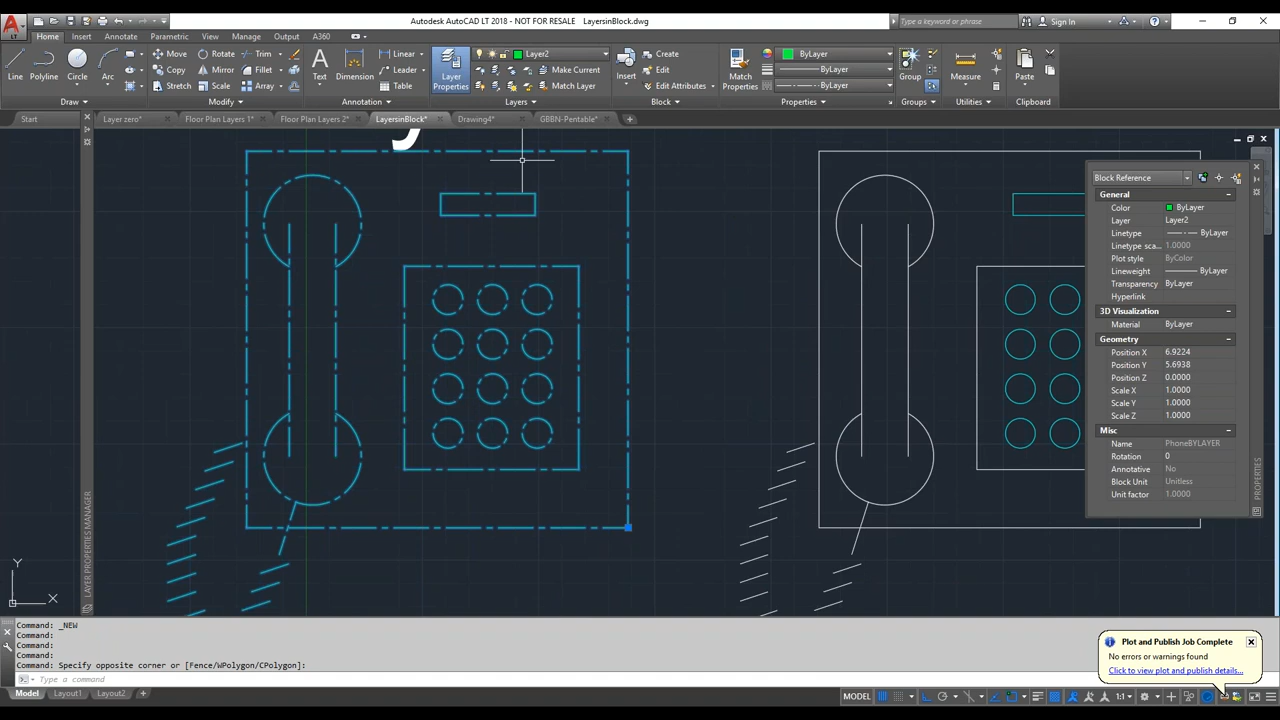 Autodesk AutoCAD LT 2018 - NOT FOR RESALE LayersinBlock.dwg
Type a keyword or phrase
Sign In
Home Insert Annotate Parametric View Manage Output A360
Line Polyline Circle Arc
Move Rotate Trim
Copy Mirror Fillet
Stretch Scale Array
Text Dimension
Linear
Leader
Table
Layer Properties
Layer2
Make Current
Match Layer
Insert
Create
Edit
Edit Attributes
Match Properties
ByLayer
ByLayer
ByLayer
Group
Measure
Paste
Draw Modify Annotation Layers Block Properties Groups Utilities Clipboard
Start Layer zero* Floor Plan Layers 1* Floor Plan Layers 2* LayersinBlock* Drawing4* GBBN-Pentable*
LAYER PROPERTIES MANAGER
Y
X
Block Reference
General
Color ByLayer
Layer Layer2
Linetype ByLayer
Linetype sca... 1.0000
Plot style ByColor
Lineweight ByLayer
Transparency ByLayer
Hyperlink
3D Visualization
Material ByLayer
Geometry
Position X 6.9224
Position Y 5.6938
Position Z 0.0000
Scale X 1.0000
Scale Y 1.0000
Scale Z 1.0000
Misc
Name PhoneBYLAYER
Rotation 0
Annotative No
Block Unit Unitless
Unit factor 1.0000
PROPERTIES
Command: _NEW
Command:
Command:
Command:
Command: Specify opposite corner or [Fence/WPolygon/CPolygon]:
Type a command
Plot and Publish Job Complete
No errors or warnings found
Click to view plot and publish details...
Model Layout1 Layout2
MODEL
1:1